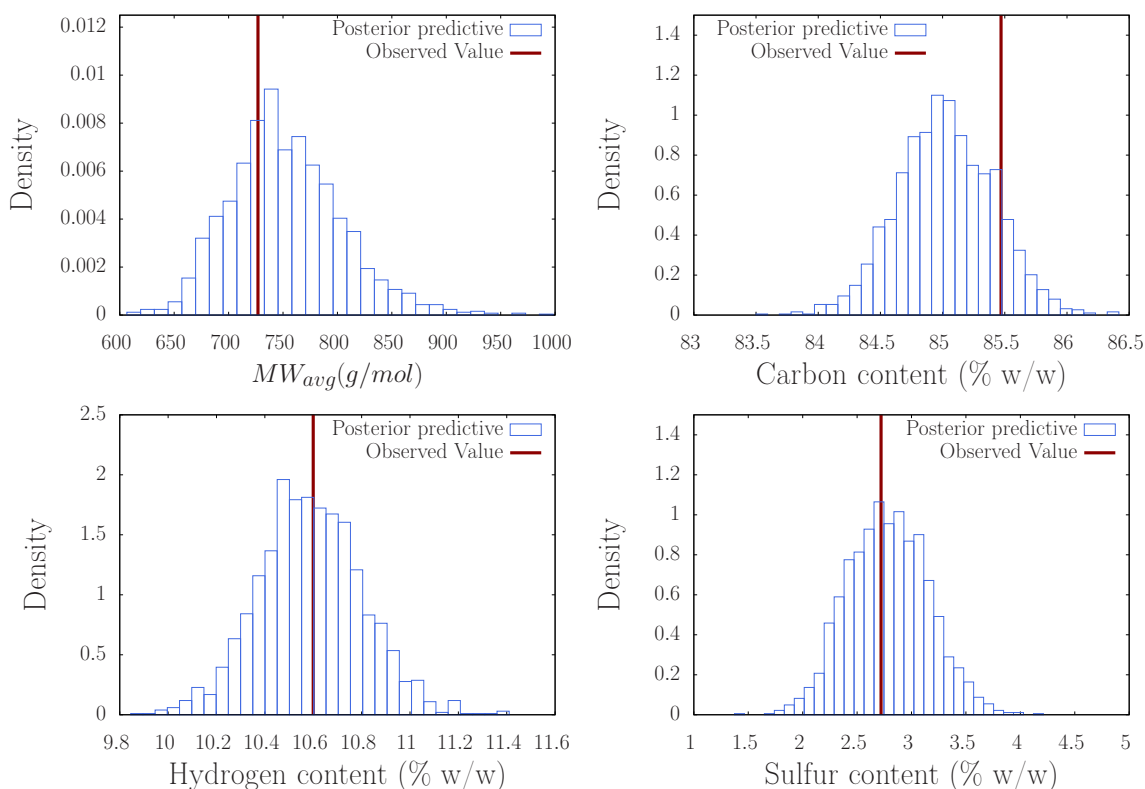 0.012
0.01
0.008
0.006
0.004
0.002
0
Density
Posterior predictive
Observed Value
600 650 700 750 800 850 900 950 1000
MW_avg(g/mol)
1.4
1.2
1
0.8
0.6
0.4
0.2
0
Density
Posterior predictive
Observed Value
83 83.5 84 84.5 85 85.5 86 86.5
Carbon content (% w/w)
2.5
2
1.5
1
0.5
0
Density
Posterior predictive
Observed Value
9.8 10 10.2 10.4 10.6 10.8 11 11.2 11.4 11.6
Hydrogen content (% w/w)
1.4
1.2
1
0.8
0.6
0.4
0.2
0
Density
Posterior predictive
Observed Value
1 1.5 2 2.5 3 3.5 4 4.5 5
Sulfur content (% w/w)